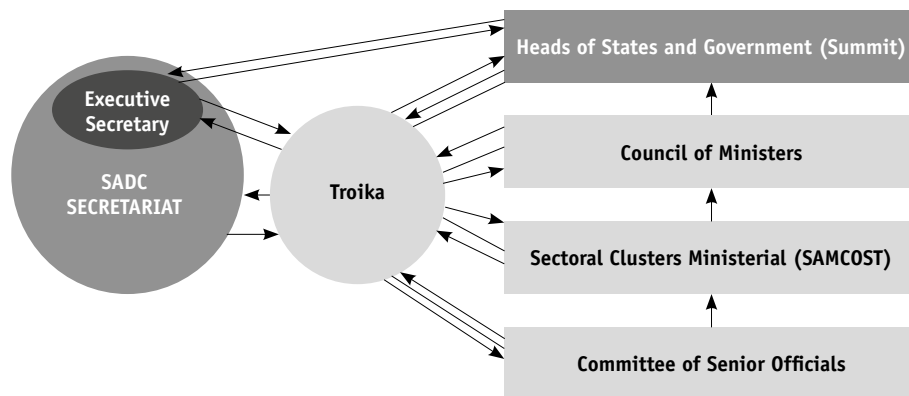 Heads of States and Government (Summit)
Executive
Secretary
Council of Ministers
SADC
SECRETARIAT
Troika
Sectoral Clusters Ministerial (SAMCOST)
Committee of Senior Officials